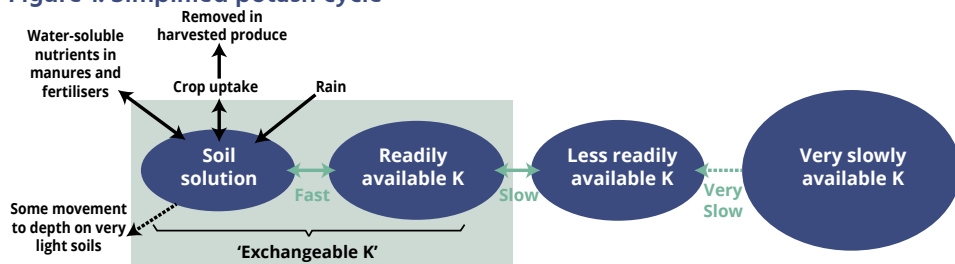 Figure 4. Simplified potash cycle
Removed in
harvested produce
Water-soluble
nutrients in
manures and
fertilisers
Crop uptake
Rain
Soil
solution
Readily
available K
Less readily
available K
Very slowly
available K
Fast
Slow
Very
Slow
Some movement
to depth on very
light soils
'Exchangeable K'